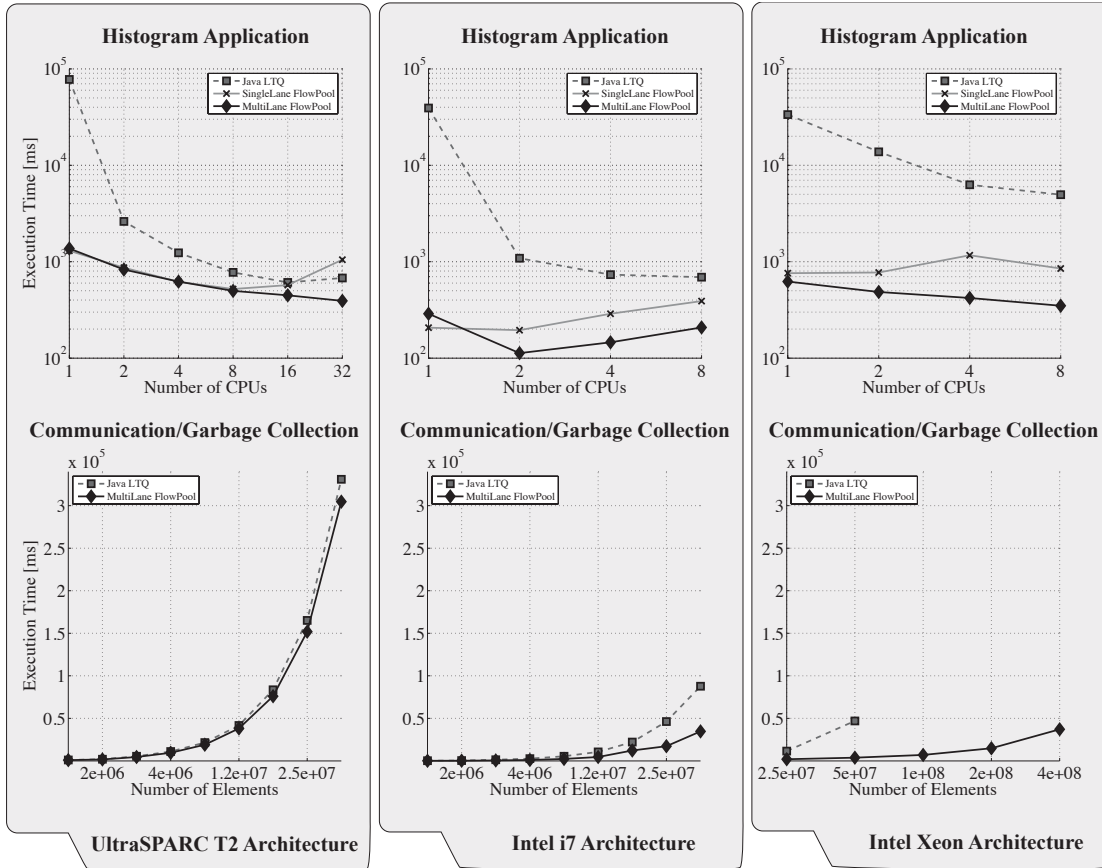 Histogram Application
10^5
10^4
10^3
10^2
Execution Time [ms]
Java LTQ
SingleLane FlowPool
MultiLane FlowPool
1 2 4 8 16 32
Number of CPUs
Communication/Garbage Collection
x 10^5
3
2.5
2
1.5
1
0.5
Execution Time [ms]
Java LTQ
MultiLane FlowPool
2e+06 4e+06 1.2e+07 2.5e+07
Number of Elements
UltraSPARC T2 Architecture
Histogram Application
10^5
10^4
10^3
10^2
Java LTQ
SingleLane FlowPool
MultiLane FlowPool
1 2 4 8
Number of CPUs
Communication/Garbage Collection
x 10^5
3
2.5
2
1.5
1
0.5
Java LTQ
MultiLane FlowPool
2e+06 4e+06 1.2e+07 2.5e+07
Number of Elements
Intel i7 Architecture
Histogram Application
10^5
10^4
10^3
10^2
Java LTQ
SingleLane FlowPool
MultiLane FlowPool
1 2 4 8
Number of CPUs
Communication/Garbage Collection
x 10^5
3
2.5
2
1.5
1
0.5
Java LTQ
MultiLane FlowPool
2.5e+07 5e+07 1e+08 2e+08 4e+08
Number of Elements
Intel Xeon Architecture